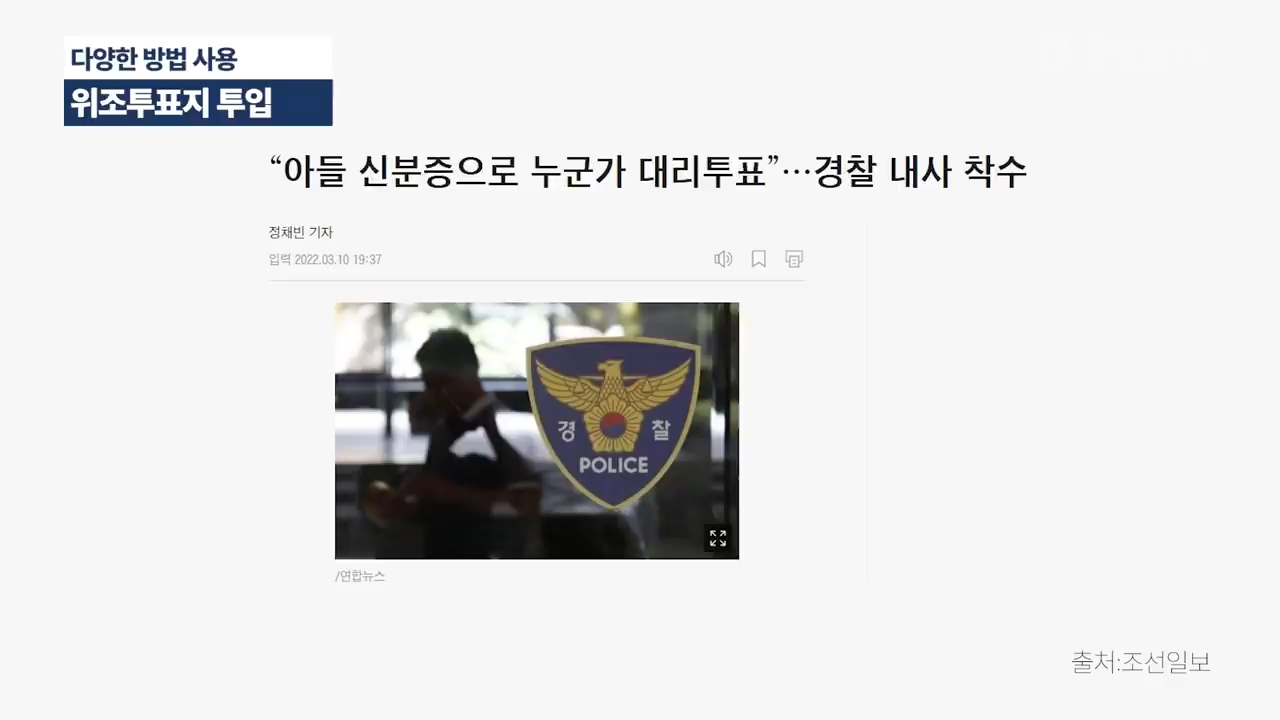 다양한 방법 사용
위조투표지 투입
“아들 신분증으로 누군가 대리투표”…경찰 내사 착수
정채빈 기자
입력 2022.03.10 19:37
경 찰
POLICE
/연합뉴스
출처:조선일보